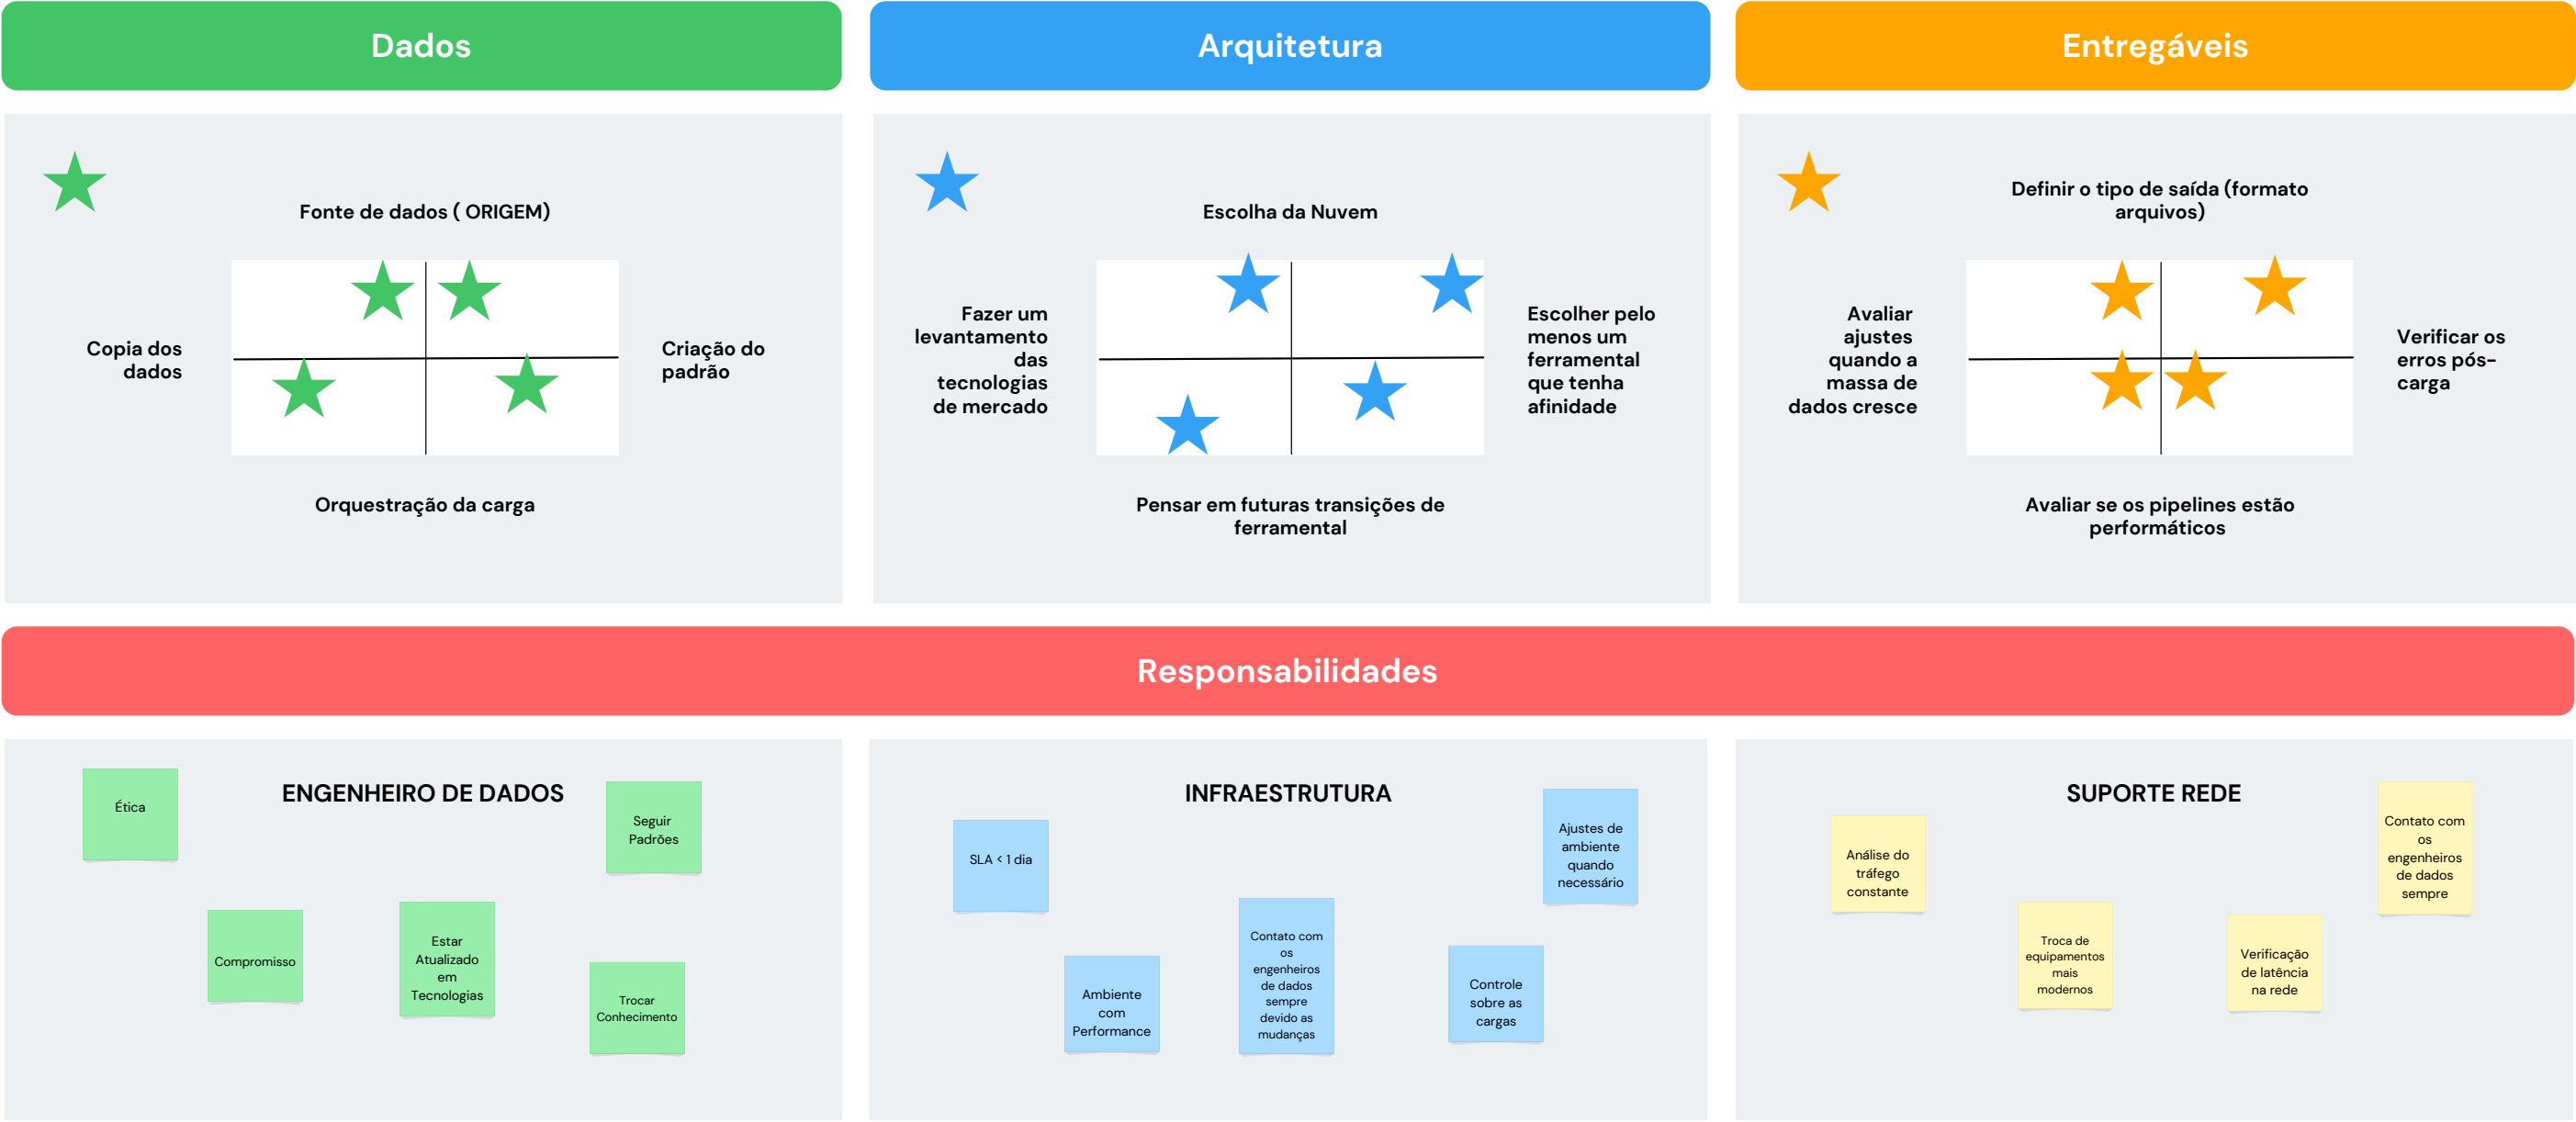 Dados
Arquitetura
Entregáveis
Fonte de dados ( ORIGEM)
Copia dos
dados
Criação do
padrão
Orquestração da carga
Escolha da Nuvem
Fazer um
levantamento
das
tecnologias
de mercado
Escolher pelo
menos um
ferramental
que tenha
afinidade
Pensar em futuras transições de
ferramental
Definir o tipo de saída (formato
arquivos)
Avaliar
ajustes
quando a
massa de
dados cresce
Verificar os
erros pós-
carga
Avaliar se os pipelines estão
performáticos
Responsabilidades
ENGENHEIRO DE DADOS
Ética
Seguir
Padrões
Compromisso
Estar
Atualizado
em
Tecnologias
Trocar
Conhecimento
INFRAESTRUTURA
SLA < 1 dia
Ajustes de
ambiente
quando
necessário
Ambiente
com
Performance
Contato com
os
engenheiros
de dados
sempre
devido as
mudanças
Controle
sobre as
cargas
SUPORTE REDE
Análise do
tráfego
constante
Contato com
os
engenheiros
de dados
sempre
Troca de
equipamentos
mais
modernos
Verificação
de latência
na rede